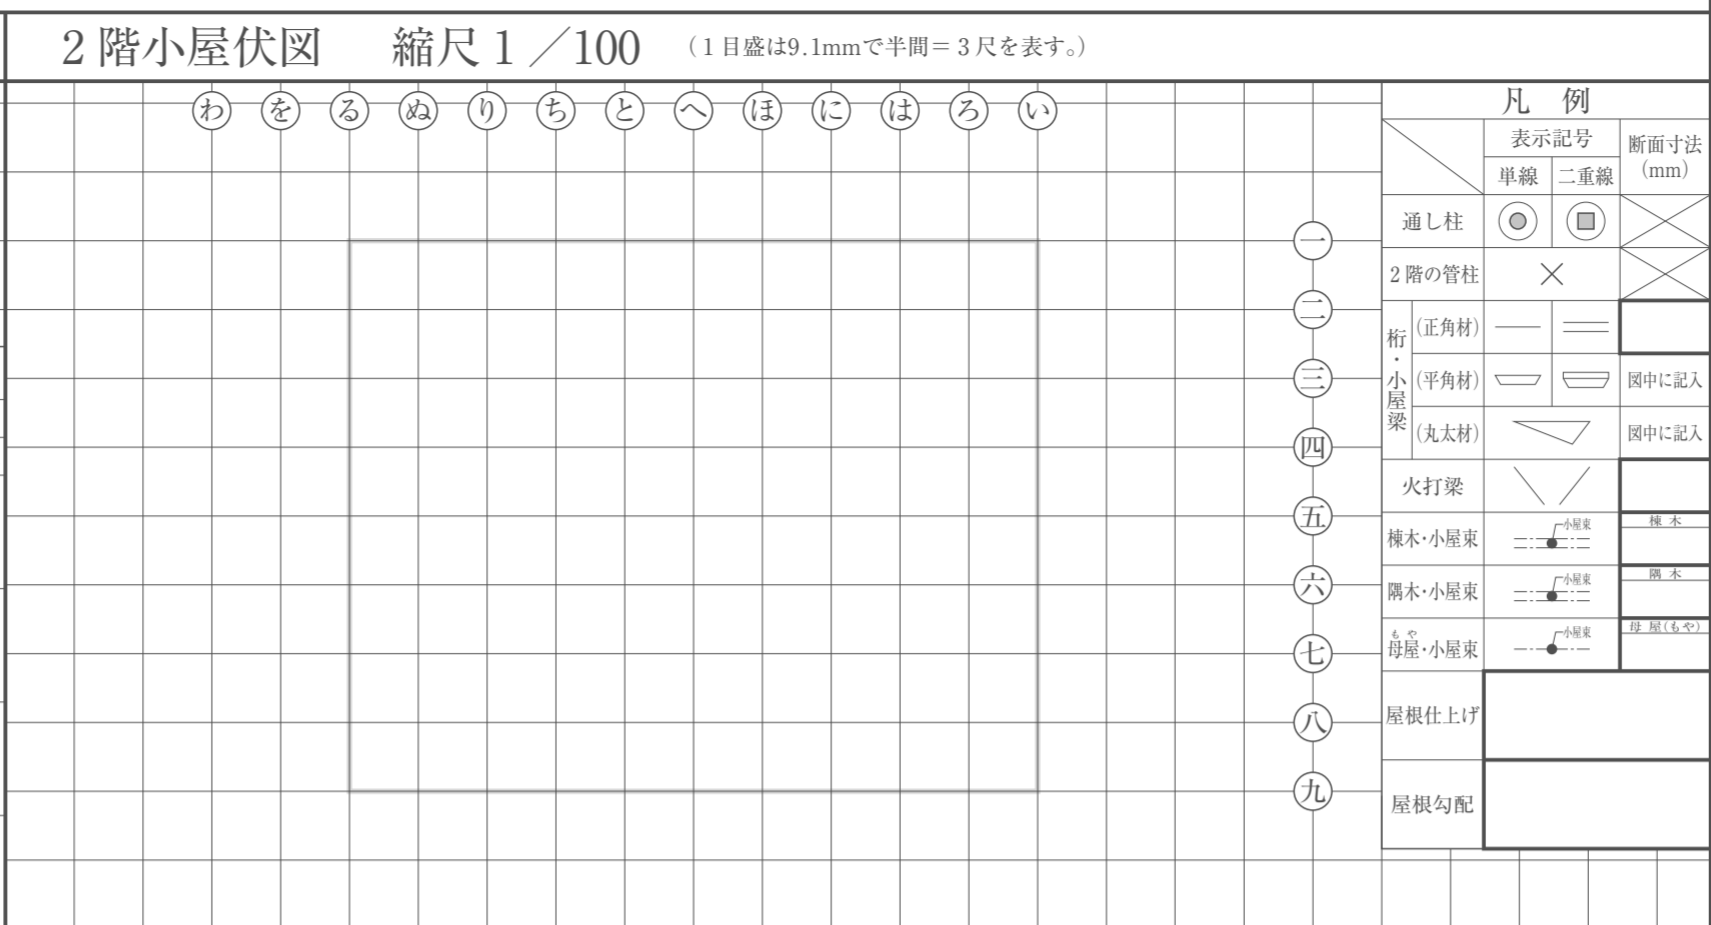 2階小屋伏図　縮尺1／100　（1目盛は9.1mmで半間＝3尺を表す。）
わ を る ぬ り ち と へ ほ に は ろ い
一
二
三
四
五
六
七
八
九
凡　例
表示記号
断面寸法
(mm)
単線 二重線
通し柱
2階の管柱
桁・小屋梁
(正角材)
(平角材) 図中に記入
(丸太材) 図中に記入
火打梁
棟木・小屋束 小屋束 棟 木
隅木・小屋束 小屋束 隅 木
もや
母屋・小屋束 小屋束 母 屋(もや)
屋根仕上げ
屋根勾配